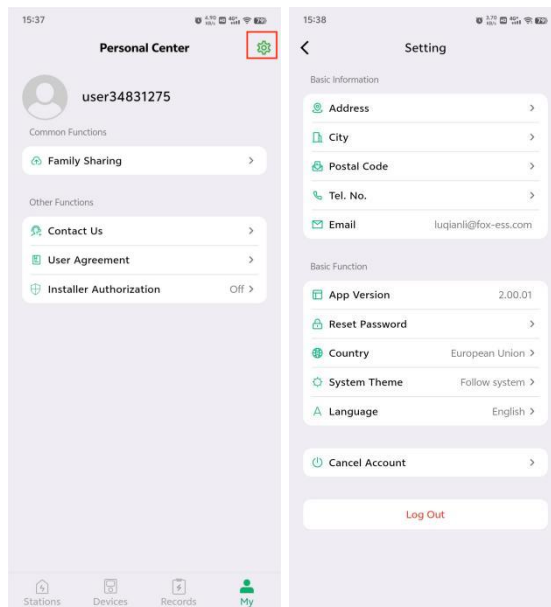 15:37
Personal Center
user34831275
Common Functions
Family Sharing
Other Functions
Contact Us
User Agreement
Installer Authorization Off
Stations Devices Records My
15:38
Setting
Basic Information
Address
City
Postal Code
Tel. No.
Email luqianli@fox-ess.com
Basic Function
App Version 2.00.01
Reset Password
Country European Union
System Theme Follow system
A Language English
Cancel Account
Log Out